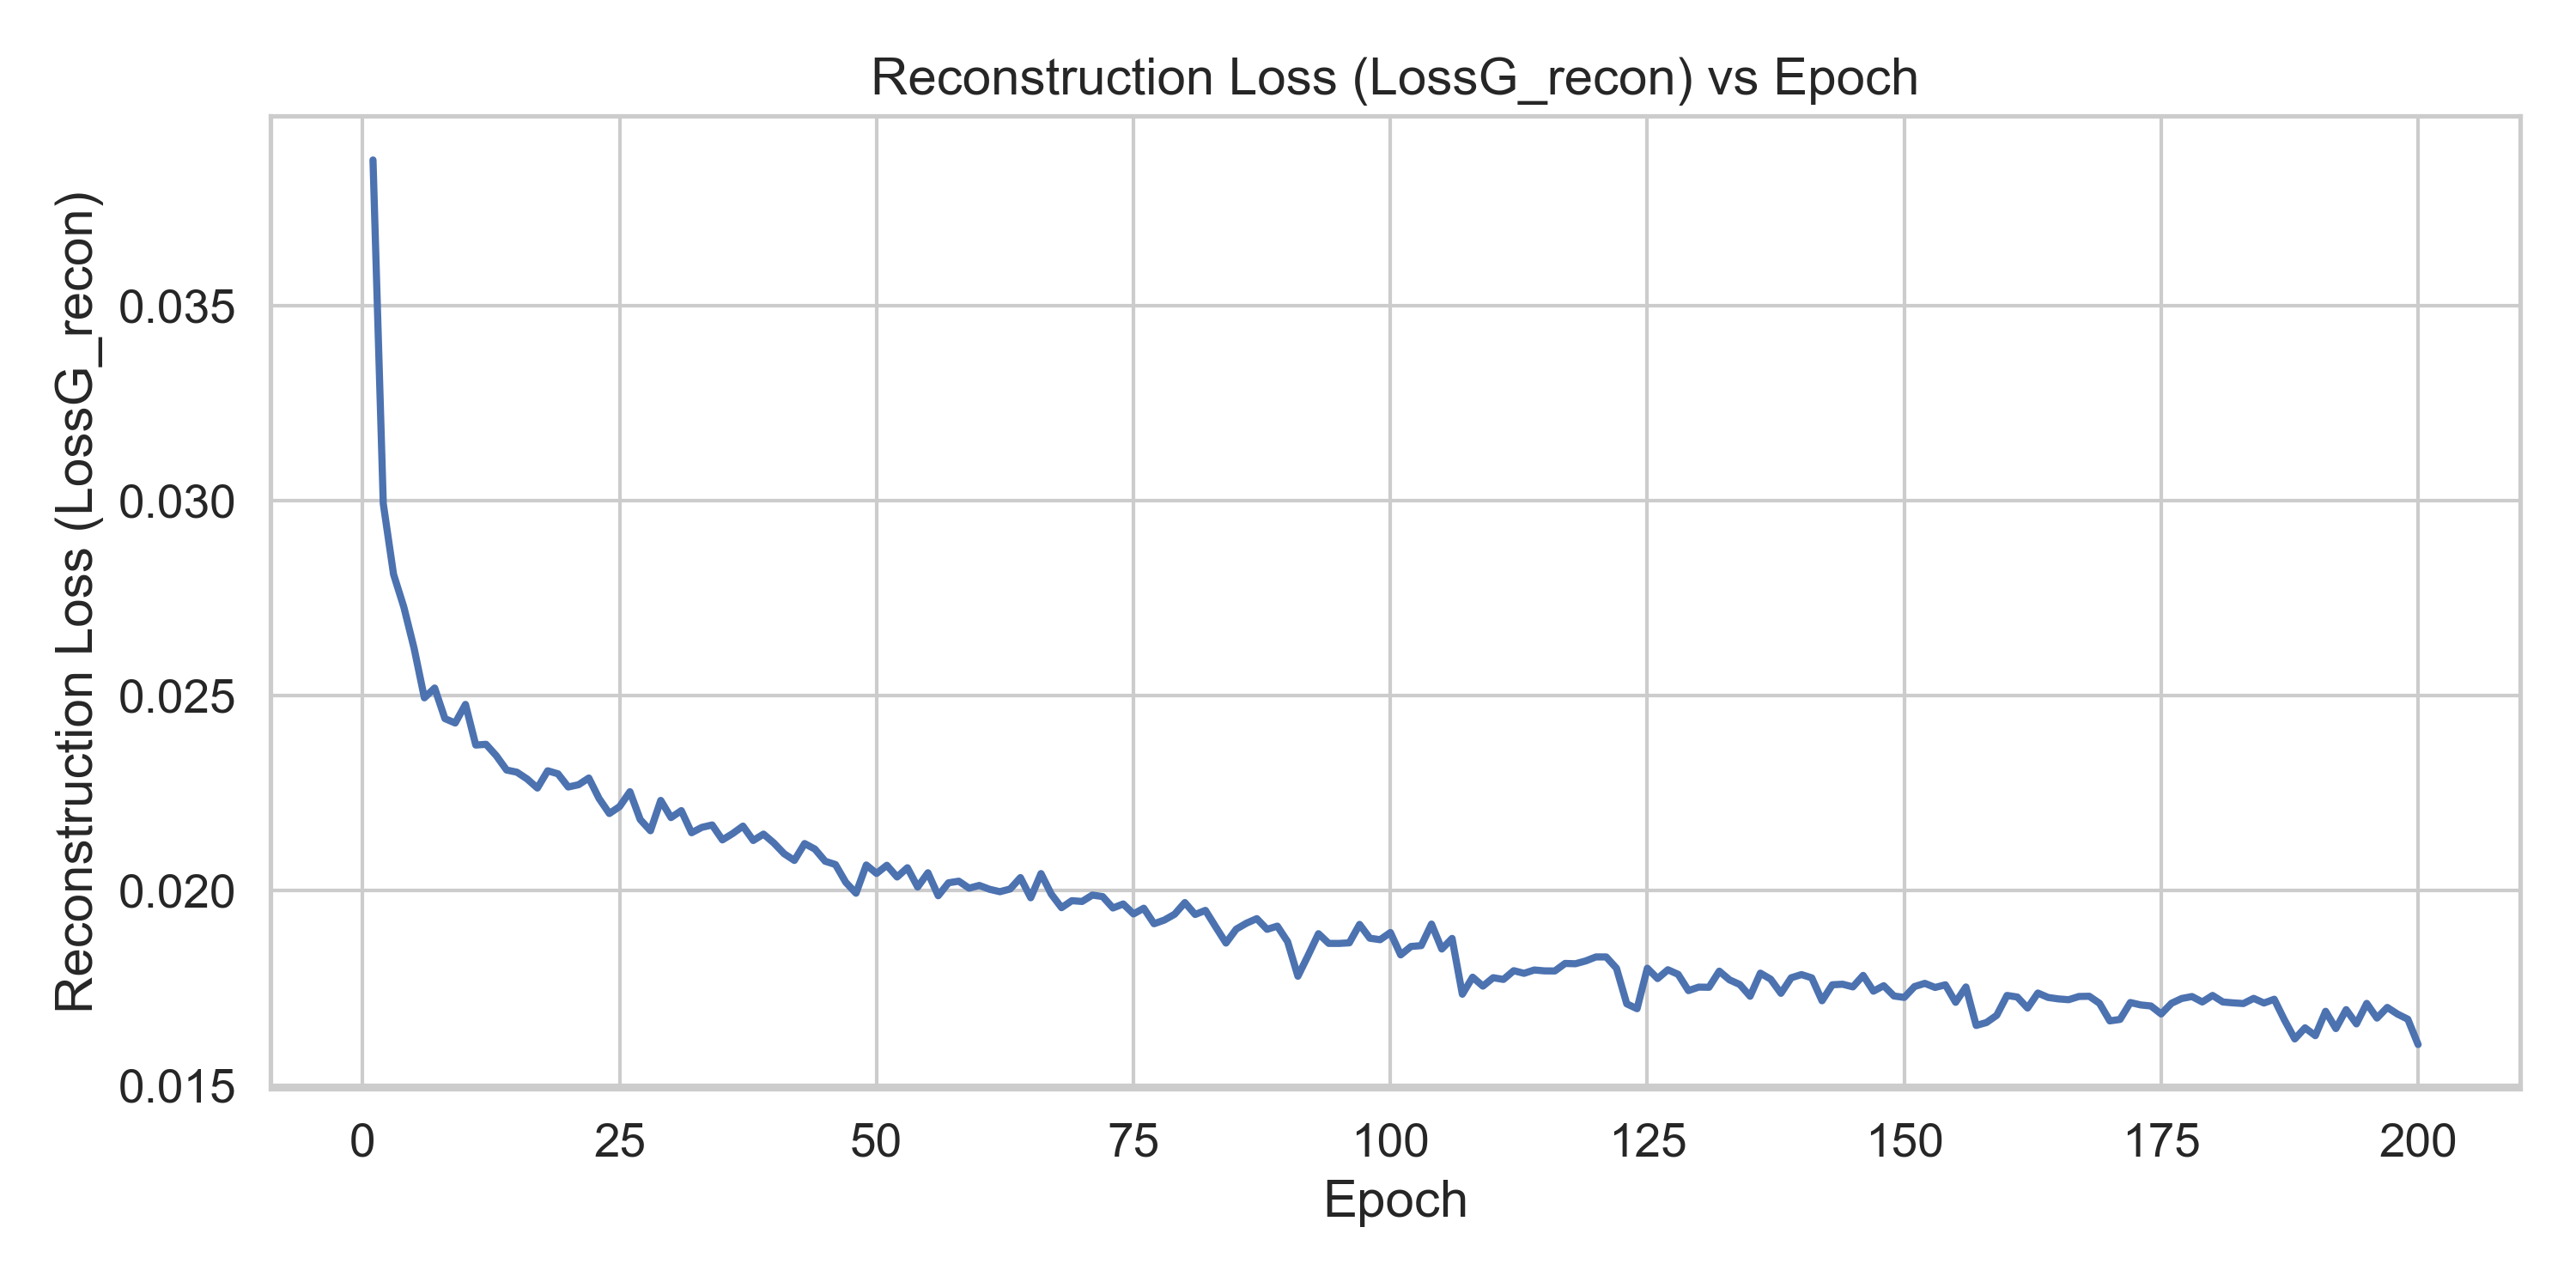 Reconstruction Loss (LossG_recon) vs Epoch
Reconstruction Loss (LossG_recon)
0.035
0.030
0.025
0.020
0.015
0 25 50 75 100 125 150 175 200
Epoch